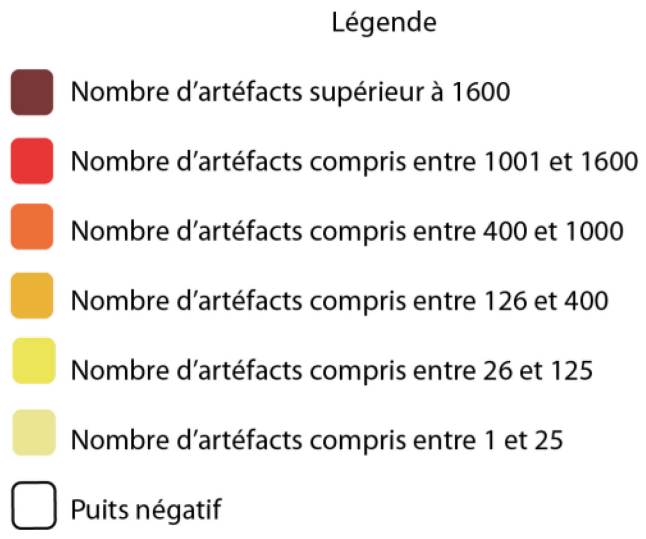 Légende
Nombre d’artéfacts supérieur à 1600
Nombre d’artéfacts compris entre 1001 et 1600
Nombre d’artéfacts compris entre 400 et 1000
Nombre d’artéfacts compris entre 126 et 400
Nombre d’artéfacts compris entre 26 et 125
Nombre d’artéfacts compris entre 1 et 25
Puits négatif